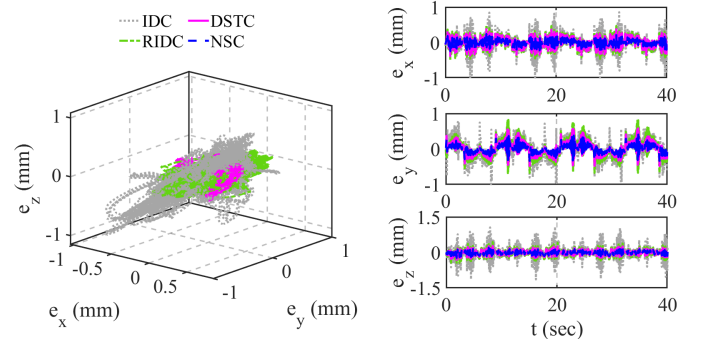 IDC DSTC
RIDC NSC
1
0
-1
e_z (mm)
-1
-0.5
0
0.5
e_x (mm)
-1
0
1
e_y (mm)
1
0
-1
e_x (mm)
0 20 40
1
0
-1
e_y (mm)
0 20 40
1.5
0
-1.5
e_z (mm)
0 20 40
t (sec)